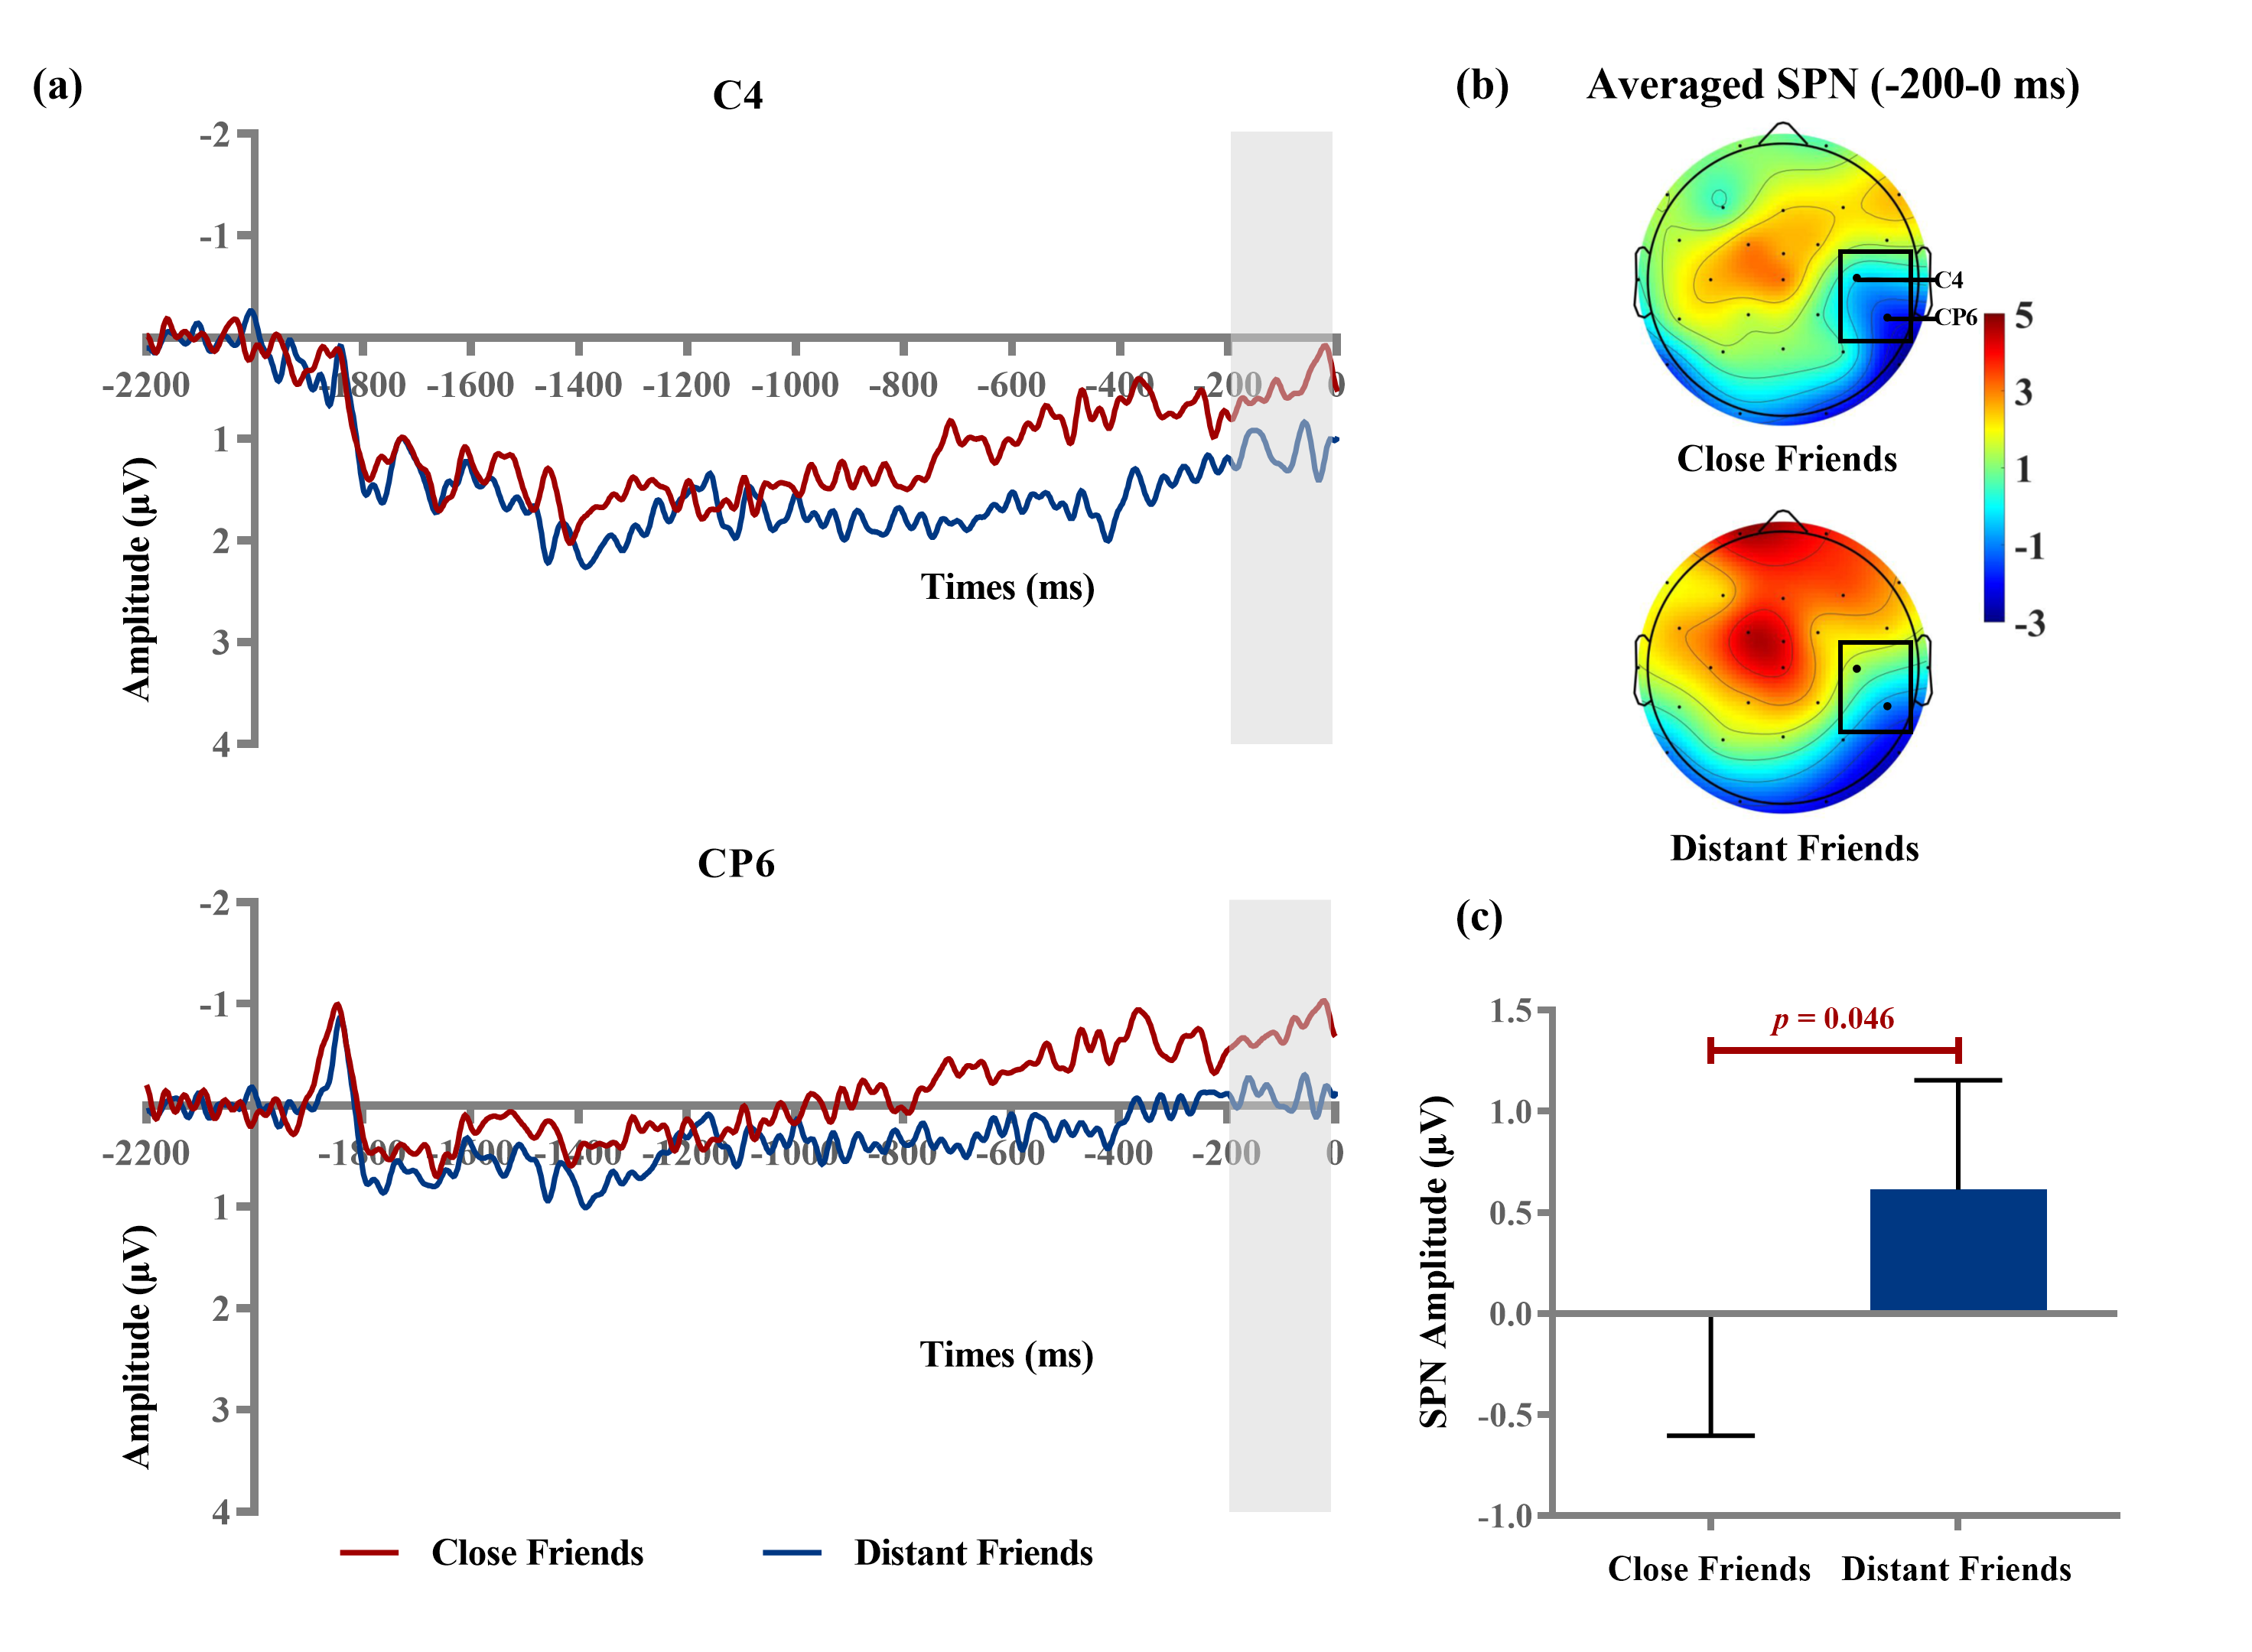 (a)
C4
-2
-1
-2200 -1800 -1600 -1400 -1200 -1000 -800 -600 -400 -200 0
1
2
3
4
Amplitude (μV)
Times (ms)
CP6
-2
-1
-2200 -1800 -1600 -1400 -1200 -1000 -800 -600 -400 -200 0
1
2
3
4
Amplitude (μV)
Times (ms)
Close Friends Distant Friends
(b) Averaged SPN (-200-0 ms)
C4
CP6
Close Friends
5
3
1
-1
-3
Distant Friends
(c)
1.5
1.0
0.5
0.0
-0.5
-1.0
p = 0.046
SPN Amplitude (μV)
Close Friends Distant Friends